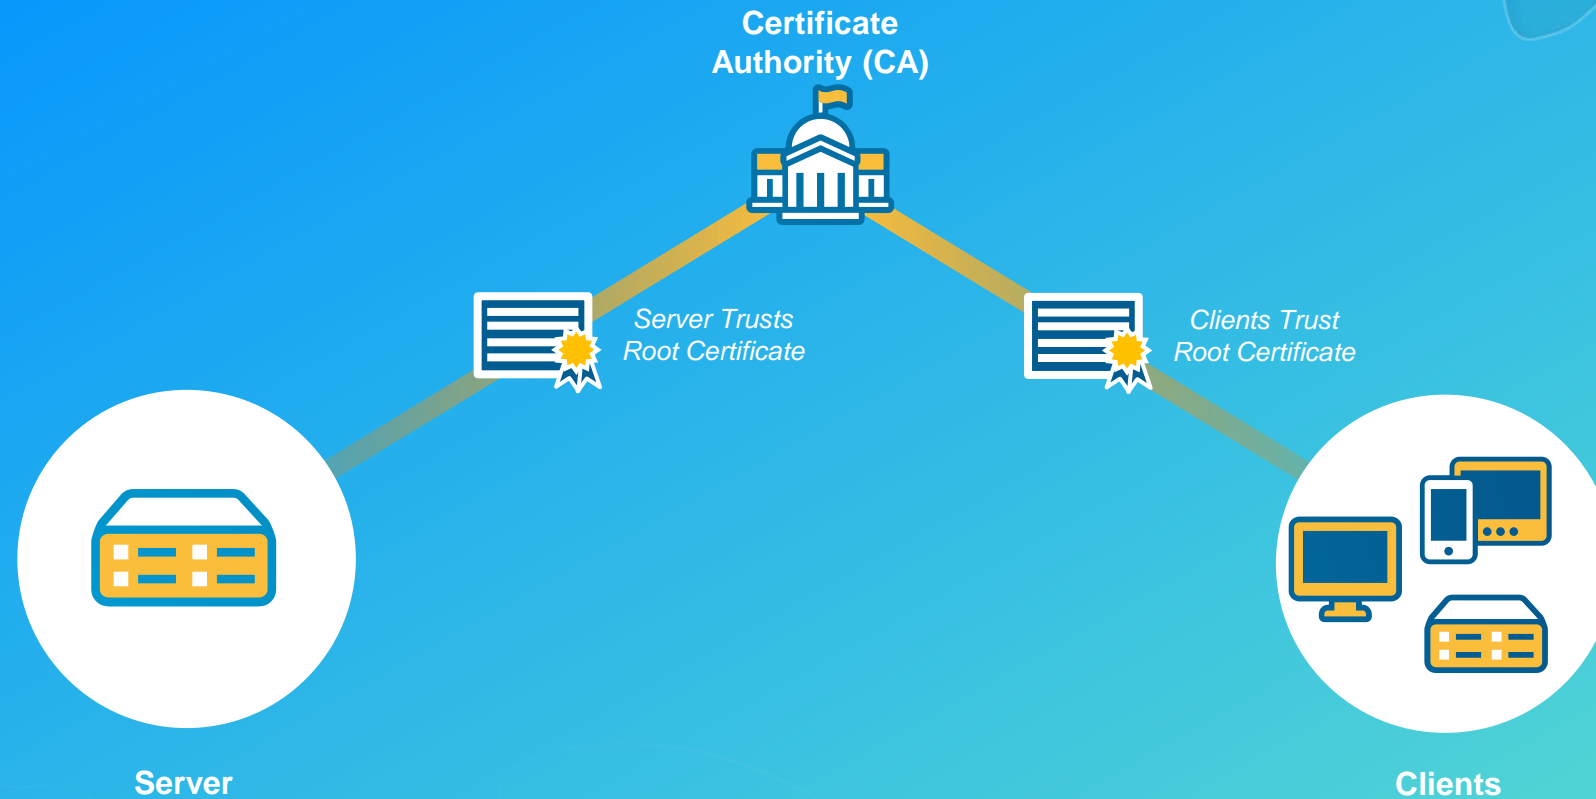 Certificate
Authority (CA)
Server Trusts
Root Certificate
Clients Trust
Root Certificate
Server
Clients